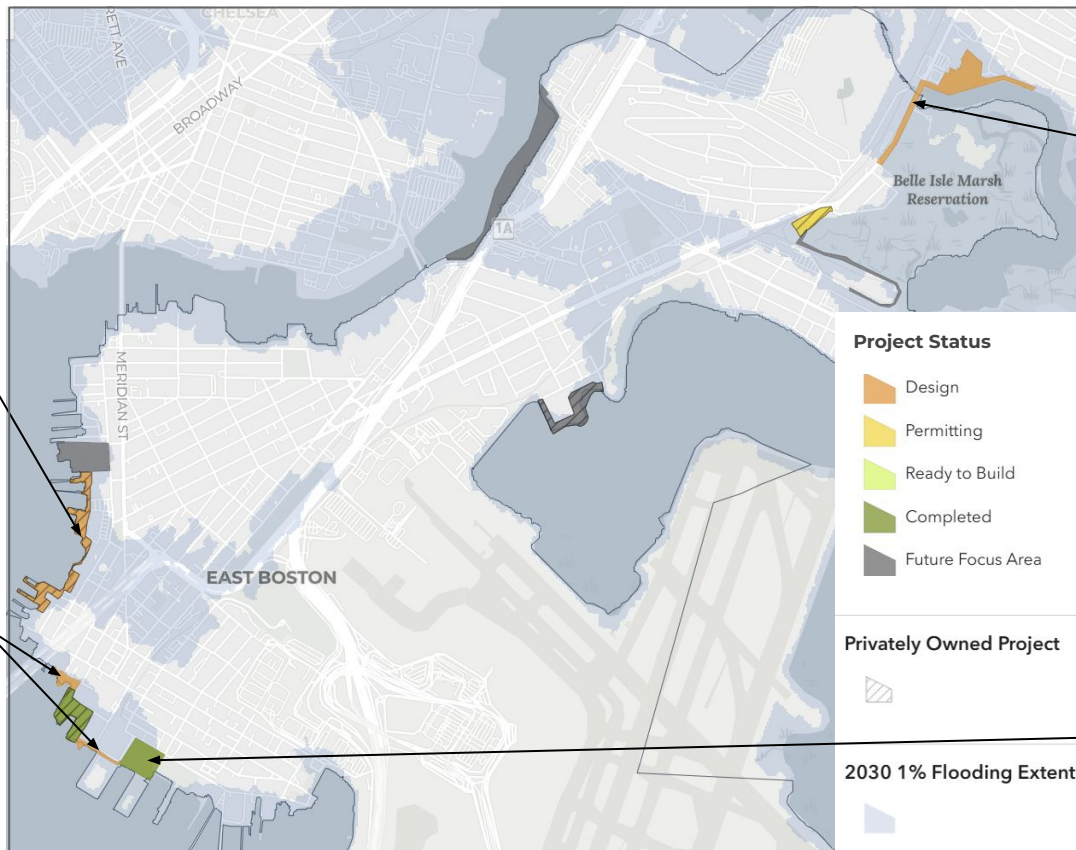 CHELSEA
RETT AVE
BROADWAY
1A
Belle Isle Marsh
Reservation
MERIDIAN ST
EAST BOSTON
Project Status
Design
Permitting
Ready to Build
Completed
Future Focus Area
Privately Owned Project
2030 1% Flooding Extent